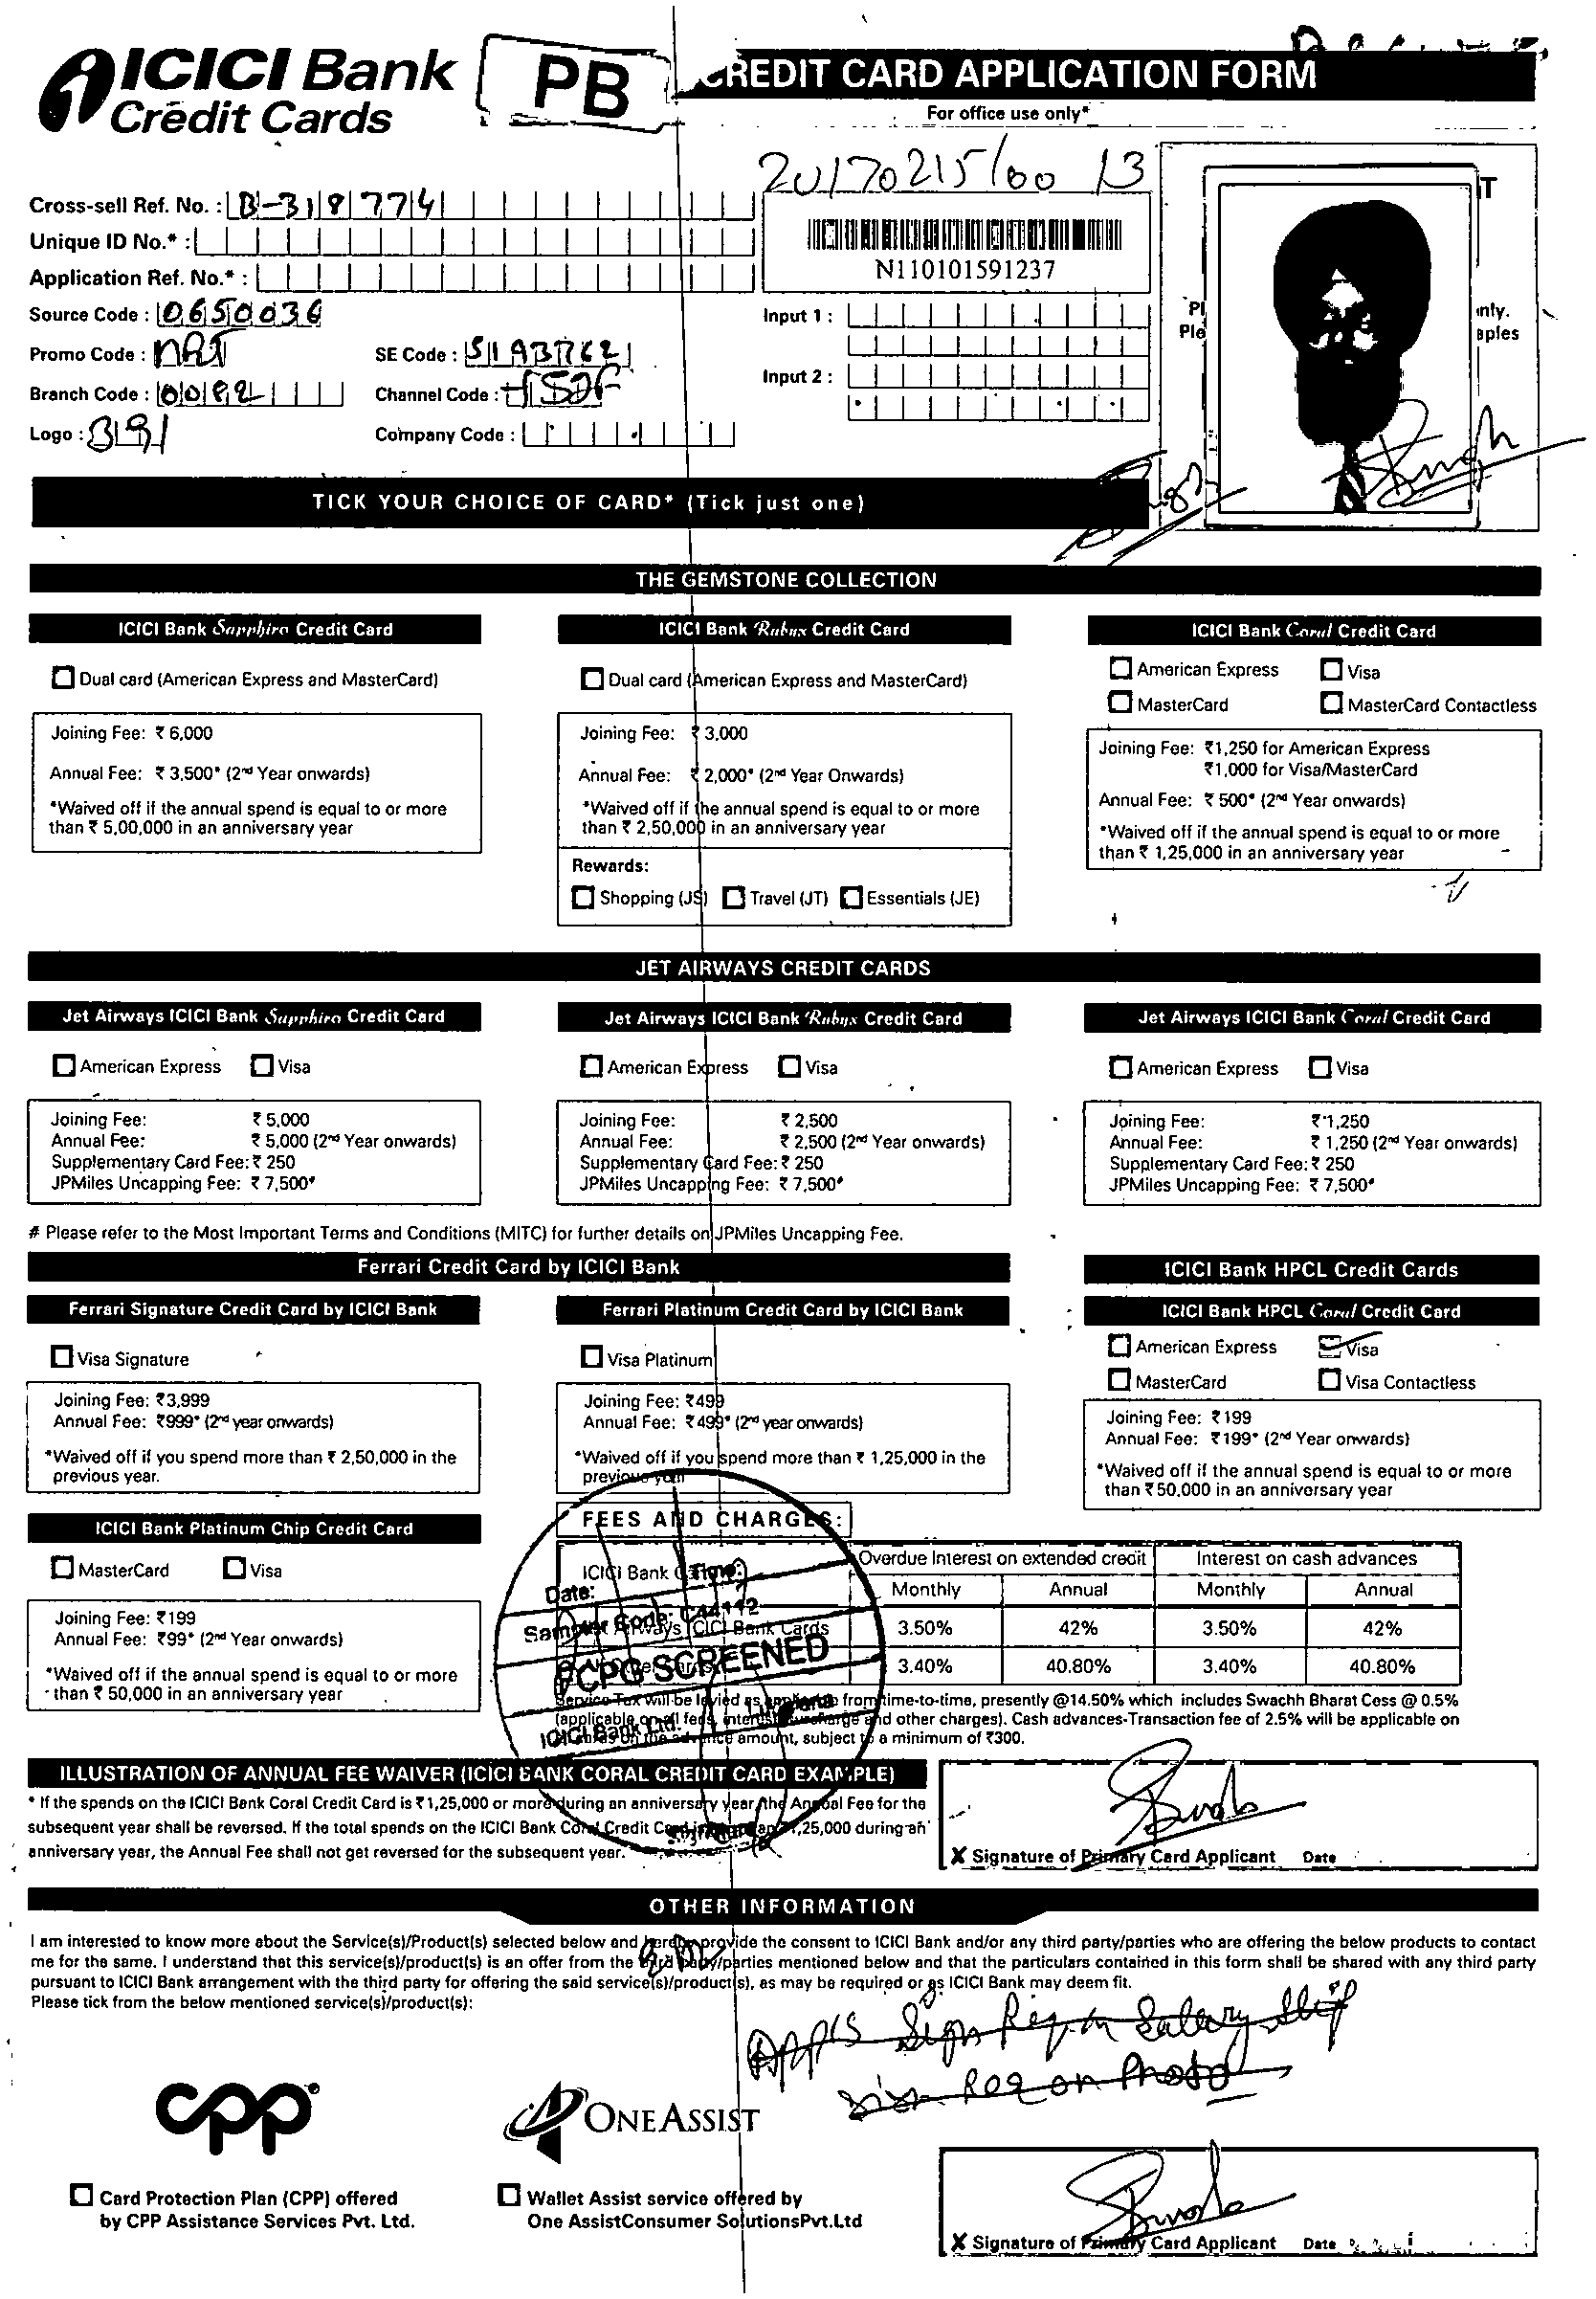 ICICI Bank
Credit Cards
PB
CREDIT CARD APPLICATION FORM
For office use only*
20170215/00 13
Cross-sell Ref. No. : B-3187774
Unique ID No.* :
Application Ref. No.* :
N110101591237
Source Code : 0650036
Input 1 :
Promo Code :
SE Code :
Input 2 :
Branch Code :
Channel Code :
Logo :
Company Code :
TICK YOUR CHOICE OF CARD* (Tick just one)
THE GEMSTONE COLLECTION
ICICI Bank Sapphiro Credit Card
Dual card (American Express and MasterCard)
Joining Fee: ₹ 6,000
Annual Fee: ₹ 3,500* (2nd Year onwards)
*Waived off if the annual spend is equal to or more
than ₹ 5,00,000 in an anniversary year
ICICI Bank Rubyx Credit Card
Dual card (American Express and MasterCard)
Joining Fee: ₹ 3,000
Annual Fee: ₹ 2,000* (2nd Year Onwards)
*Waived off if the annual spend is equal to or more
than ₹ 2,50,000 in an anniversary year
Rewards:
Shopping (JS) Travel (JT) Essentials (JE)
ICICI Bank Coral Credit Card
American Express Visa
MasterCard MasterCard Contactless
Joining Fee: ₹1,250 for American Express
₹1,000 for Visa/MasterCard
Annual Fee: ₹ 500* (2nd Year onwards)
*Waived off if the annual spend is equal to or more
than ₹ 1,25,000 in an anniversary year
JET AIRWAYS CREDIT CARDS
Jet Airways ICICI Bank Sapphiro Credit Card
American Express Visa
Joining Fee: ₹ 5,000
Annual Fee: ₹ 5,000 (2nd Year onwards)
Supplementary Card Fee: ₹ 250
JPMiles Uncapping Fee: ₹ 7,500#
Jet Airways ICICI Bank Rubyx Credit Card
American Express Visa
Joining Fee: ₹ 2,500
Annual Fee: ₹ 2,500 (2nd Year onwards)
Supplementary Card Fee: ₹ 250
JPMiles Uncapping Fee: ₹ 7,500#
Jet Airways ICICI Bank Coral Credit Card
American Express Visa
Joining Fee: ₹ 1,250
Annual Fee: ₹ 1,250 (2nd Year onwards)
Supplementary Card Fee: ₹ 250
JPMiles Uncapping Fee: ₹ 7,500#
# Please refer to the Most Important Terms and Conditions (MITC) for further details on JPMiles Uncapping Fee.
Ferrari Credit Card by ICICI Bank
Ferrari Signature Credit Card by ICICI Bank
Visa Signature
Joining Fee: ₹3,999
Annual Fee: ₹999* (2nd year onwards)
*Waived off if you spend more than ₹ 2,50,000 in the
previous year.
Ferrari Platinum Credit Card by ICICI Bank
Visa Platinum
Joining Fee: ₹499
Annual Fee: ₹499* (2nd year onwards)
*Waived off if you spend more than ₹ 1,25,000 in the
previous year
ICICI Bank HPCL Credit Cards
ICICI Bank HPCL Coral Credit Card
American Express Visa
MasterCard Visa Contactless
Joining Fee: ₹199
Annual Fee: ₹199* (2nd Year onwards)
*Waived off if the annual spend is equal to or more
than ₹50,000 in an anniversary year
ICICI Bank Platinum Chip Credit Card
MasterCard Visa
Joining Fee: ₹199
Annual Fee: ₹99* (2nd Year onwards)
*Waived off if the annual spend is equal to or more
than ₹ 50,000 in an anniversary year
FEES AND CHARGES:
ICICI Bank Overdue Interest on extended credit Interest on cash advances
Monthly Annual Monthly Annual
Airways ICICI Bank Cards 3.50% 42% 3.50% 42%
3.40% 40.80% 3.40% 40.80%
Date: Time:
Sampler Code: C44112
CPG SCREENED
ICICI Bank Ltd. Ludhiana
Service Tax will be levied as applicable from time-to-time, presently @14.50% which includes Swachh Bharat Cess @ 0.5%
(applicable on all fees, interest, surcharge and other charges). Cash advances-Transaction fee of 2.5% will be applicable on
on the advance amount, subject to a minimum of ₹300.
ILLUSTRATION OF ANNUAL FEE WAIVER (ICICI BANK CORAL CREDIT CARD EXAMPLE)
* If the spends on the ICICI Bank Coral Credit Card is ₹1,25,000 or more during an anniversary year, the Annual Fee for the
subsequent year shall be reversed. If the total spends on the ICICI Bank Coral Credit Card 1,25,000 during an
anniversary year, the Annual Fee shall not get reversed for the subsequent year.
X Signature of Primary Card Applicant Date
OTHER INFORMATION
I am interested to know more about the Service(s)/Product(s) selected below and hereby provide the consent to ICICI Bank and/or any third party/parties who are offering the below products to contact
me for the same. I understand that this service(s)/product(s) is an offer from the third party/parties mentioned below and that the particulars contained in this form shall be shared with any third party
pursuant to ICICI Bank arrangement with the third party for offering the said service(s)/product(s), as may be required or as ICICI Bank may deem fit.
Please tick from the below mentioned service(s)/product(s):
App's Sign Req. on Salary Slip
Sign Req on Photo
cpp
ONEASSIST
Card Protection Plan (CPP) offered
by CPP Assistance Services Pvt. Ltd.
Wallet Assist service offered by
One AssistConsumer SolutionsPvt.Ltd
X Signature of Primary Card Applicant Date